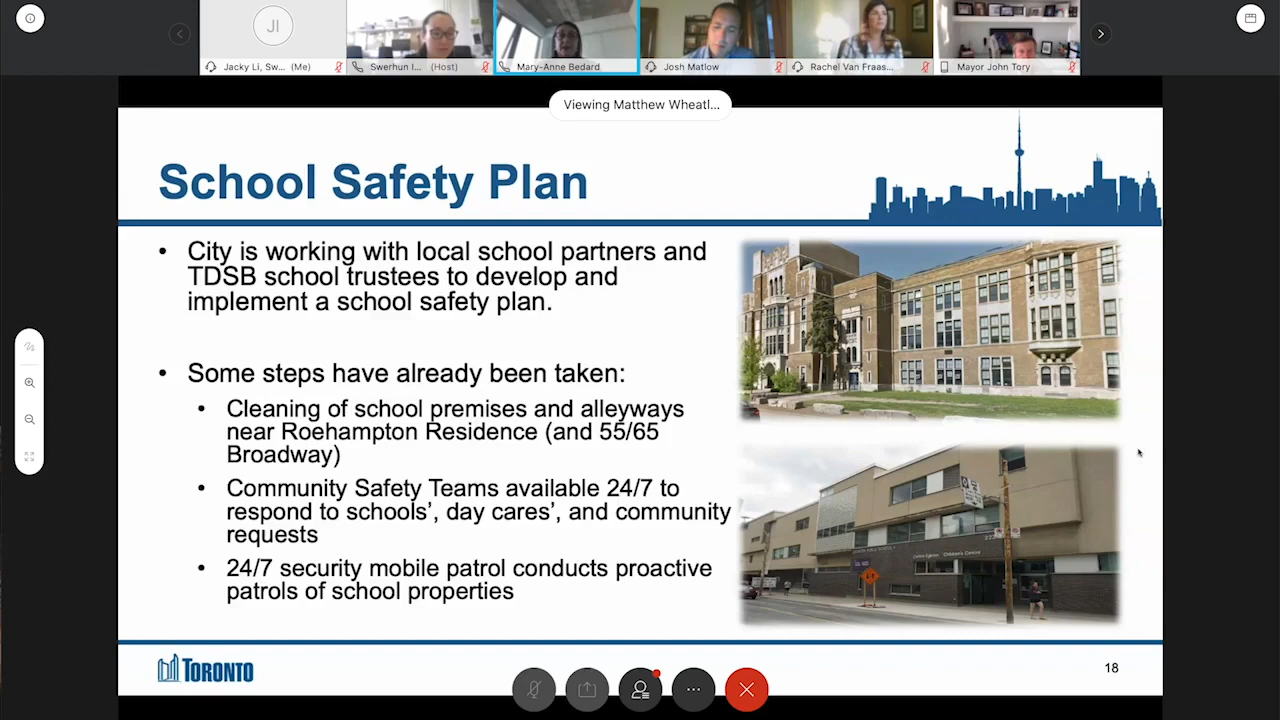 JI
Jacky Li, Sw... (Me)
Swerhun I... (Host)
Mary-Anne Bedard
Josh Matlow
Rachel Van Fraas...
Mayor John Tory
Viewing Matthew Wheatl...
School Safety Plan
• City is working with local school partners and
TDSB school trustees to develop and
implement a school safety plan.
• Some steps have already been taken:
• Cleaning of school premises and alleyways
near Roehampton Residence (and 55/65
Broadway)
• Community Safety Teams available 24/7 to
respond to schools', day cares', and community
requests
• 24/7 security mobile patrol conducts proactive
patrols of school properties
TORONTO
18